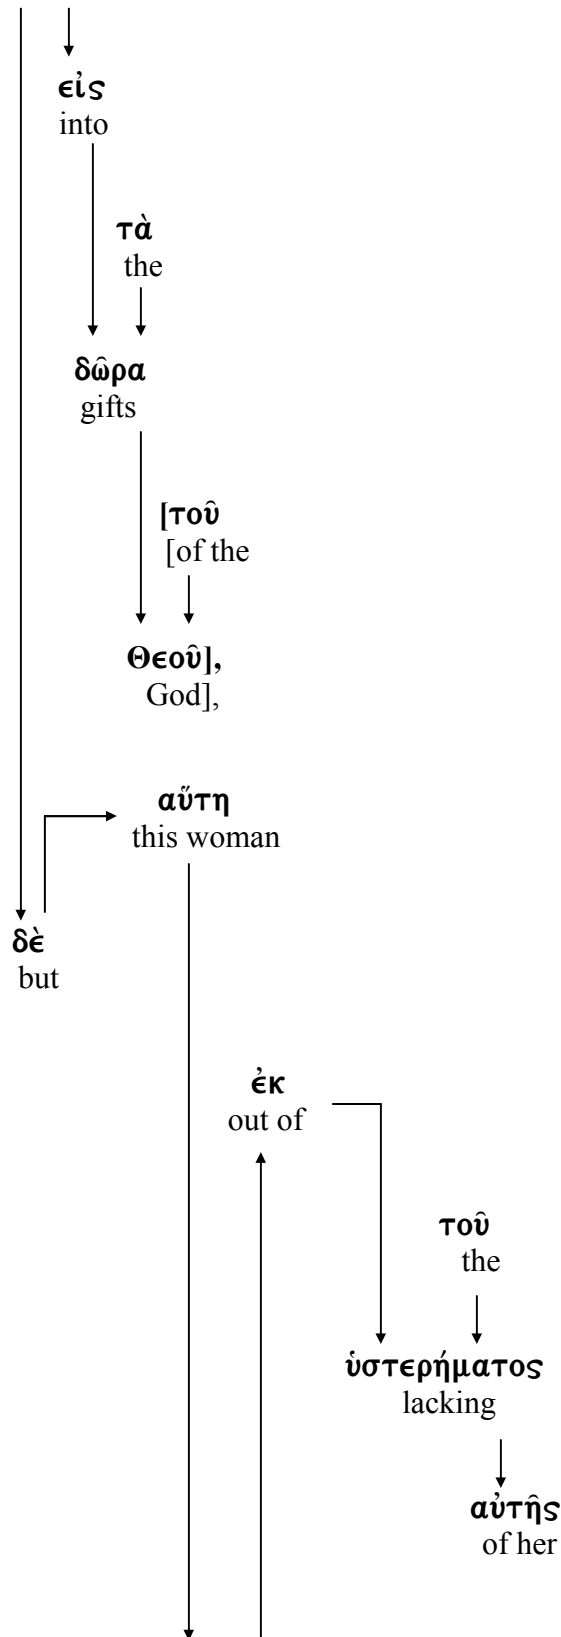 εἰς
into
τὰ
the
δῶρα
gifts
[τοῦ
[of the
Θεοῦ],
God],
αὕτη
this woman
δὲ
but
ἐκ
out of
τοῦ
the
ὑστερήματος
lacking
αὐτῆς
of her